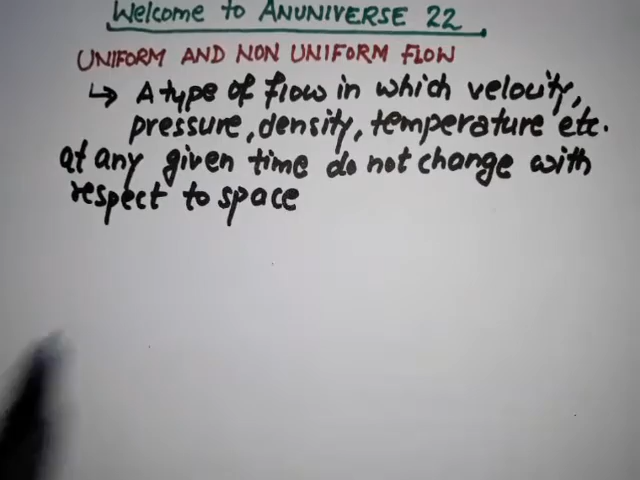 Welcome to ANUNIVERSE 22
UNIFORM AND NON UNIFORM FLOW
↳ A type of flow in which velocity,
pressure, density, temperature etc.
at any given time do not change with
respect to space